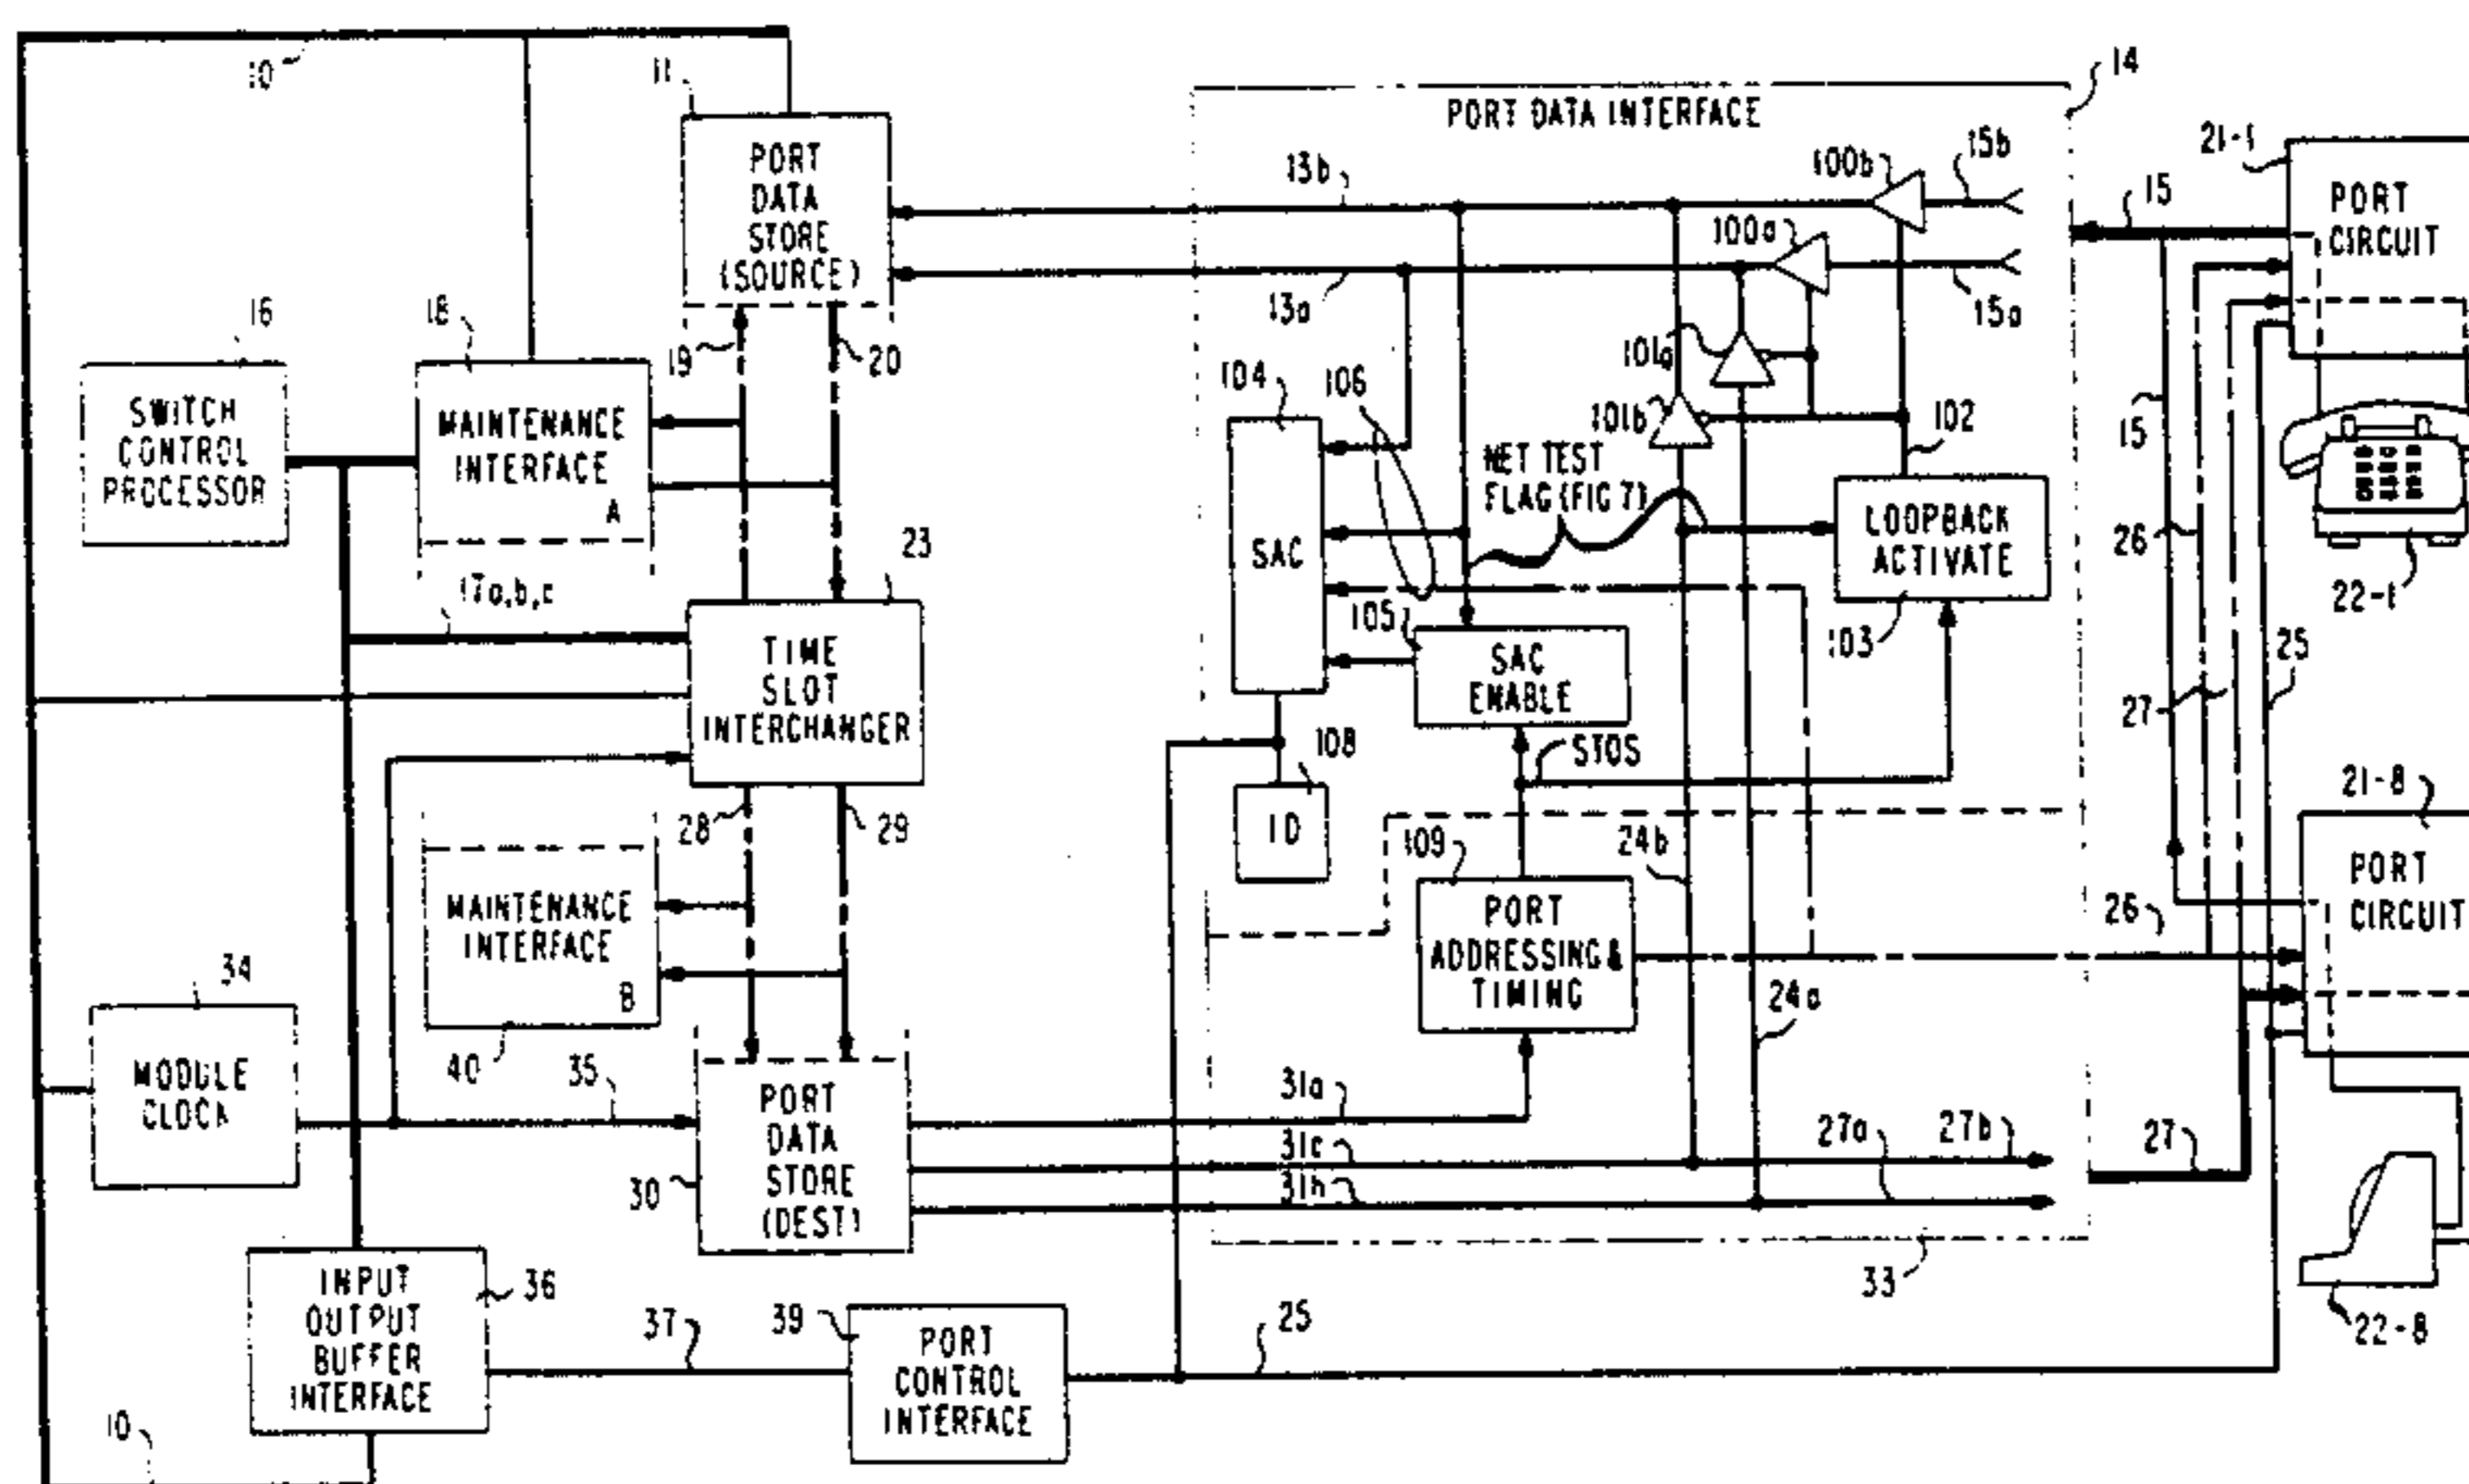 10
11
PORT
DATA
STORE
(SOURCE)
PORT DATA INTERFACE
14
13b
100b
15b
15
21-1
PORT
CIRCUIT
13a
100a
15a
16
SWITCH
CONTROL
PROCESSOR
18
MAINTENANCE
INTERFACE
A
19
20
104
SAC
106
101a
101b
NET TEST
FLAG (FIG 7)
102
LOOPBACK
ACTIVATE
103
15
26
27
25
22-1
17a,b,c
23
TIME
SLOT
INTERCHANGER
105
SAC
ENABLE
STOS
108
ID
28
29
MAINTENANCE
INTERFACE
B
40
109
PORT
ADDRESSING &
TIMING
24b
24a
26
21-8
PORT
CIRCUIT
34
MODULE
CLOCK
35
30
PORT
DATA
STORE
(DEST)
31a
31c
31b
27a
27b
27
33
22-8
INPUT
OUTPUT
BUFFER
INTERFACE
36
37
39
PORT
CONTROL
INTERFACE
25
10